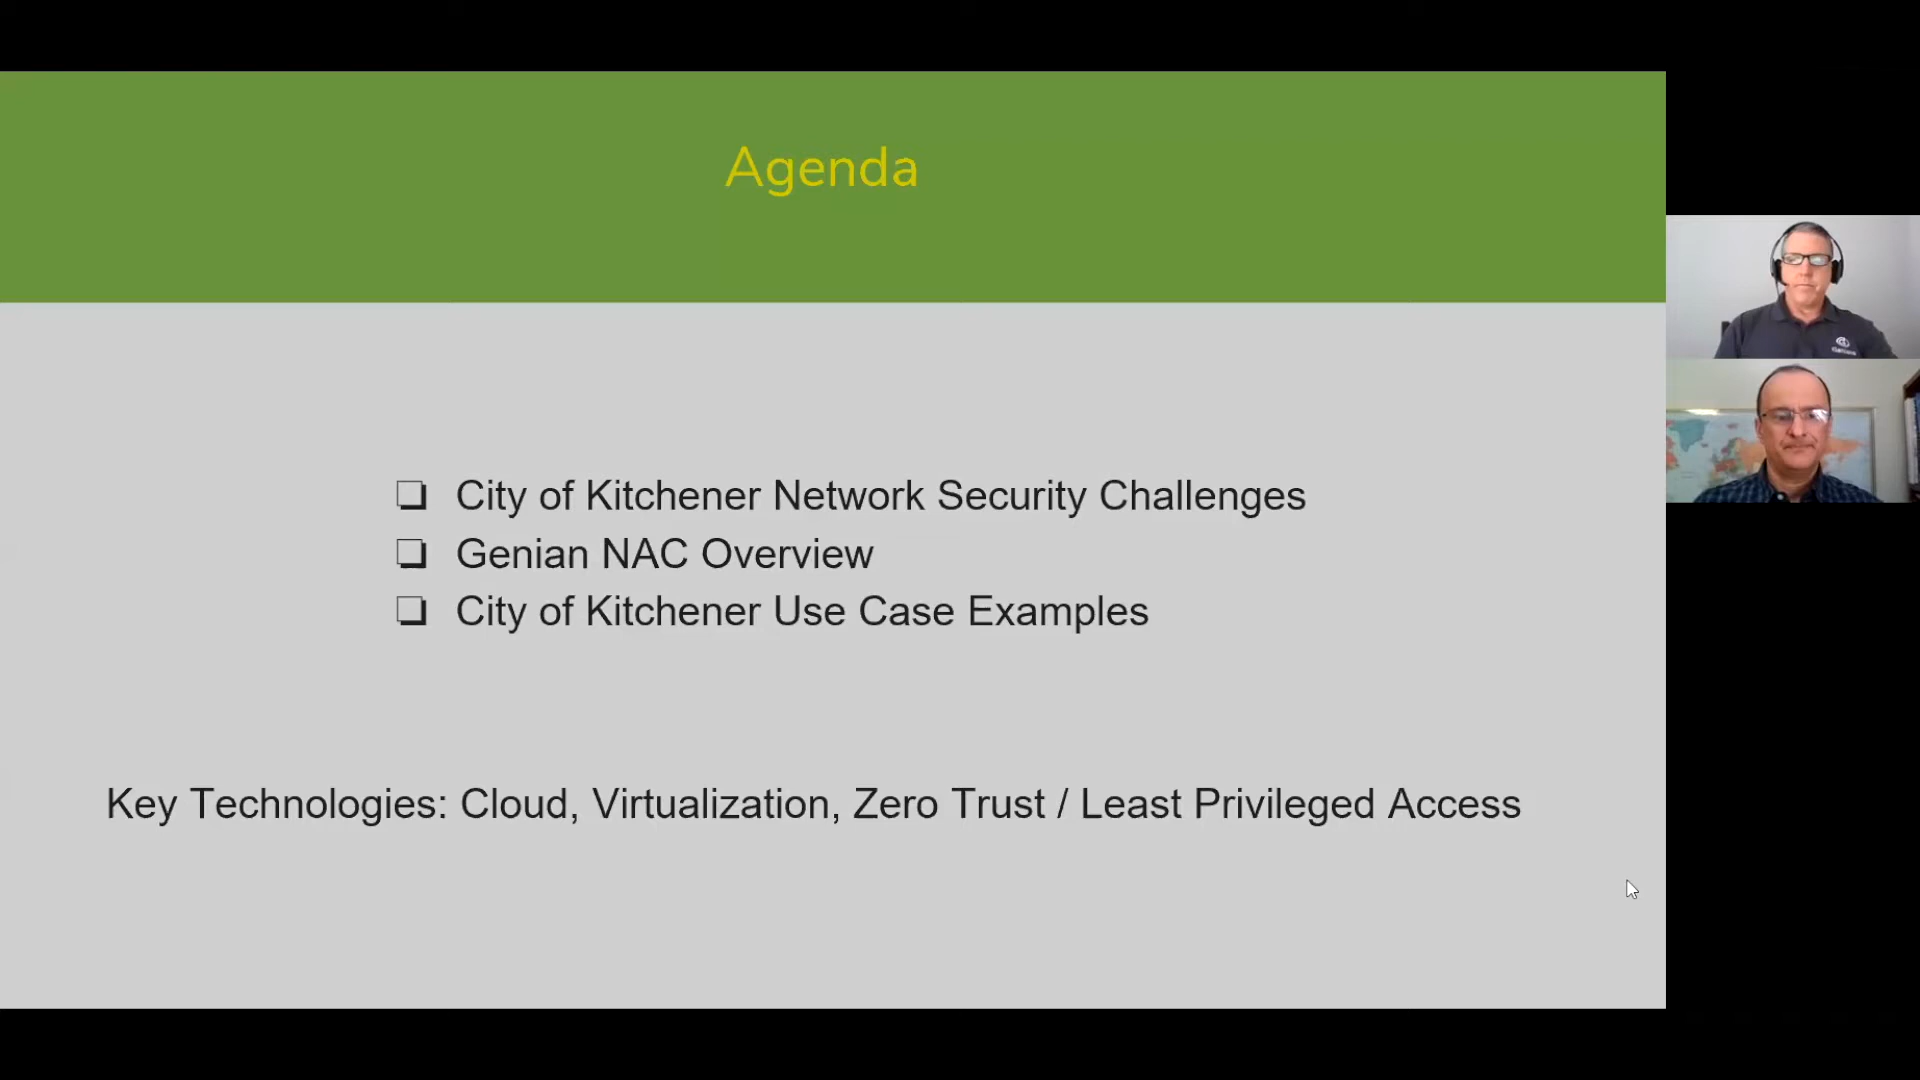 Agenda
❏ City of Kitchener Network Security Challenges
❏ Genian NAC Overview
❏ City of Kitchener Use Case Examples
Key Technologies: Cloud, Virtualization, Zero Trust / Least Privileged Access